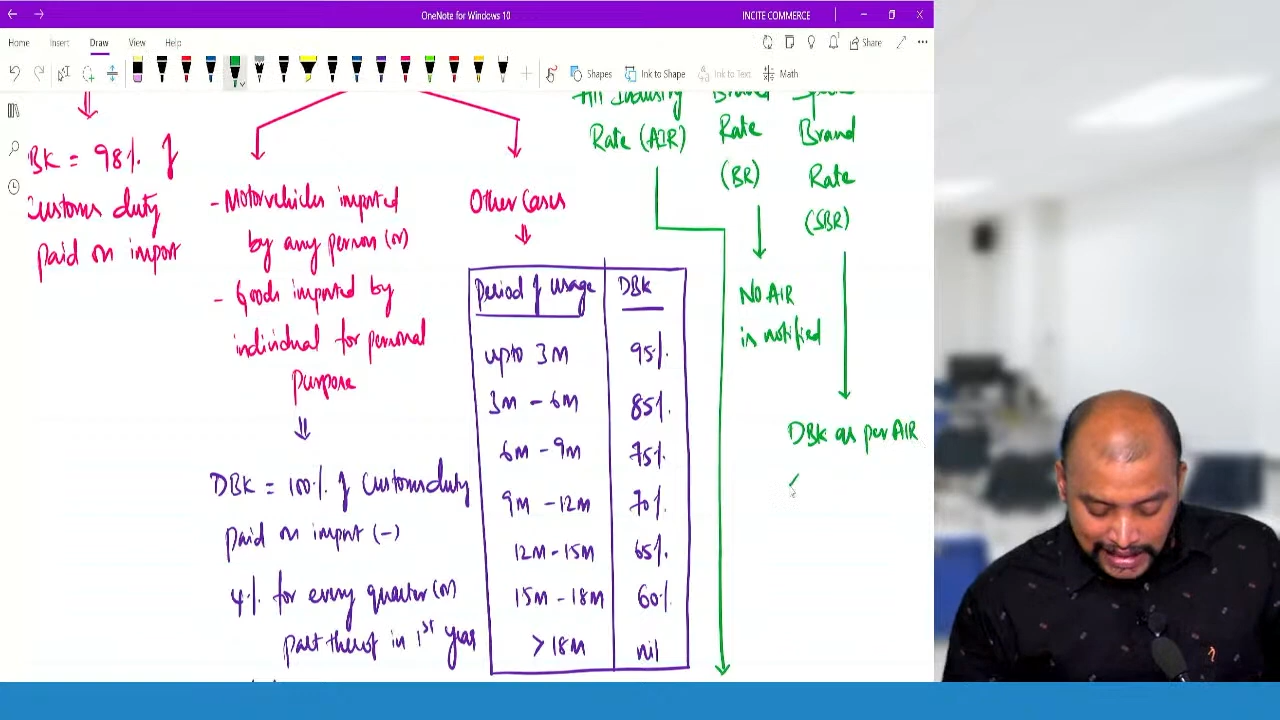 OneNote for Windows 10
INCITE COMMERCE
Home Insert Draw View Help
Share
Shapes
Ink to Shape
Ink to Text
Math
BK = 98% of
Customs duty
paid on import
- Motorvehicles imported
by any person (or)
- Goods imported by
individual for personal
purpose
DBK = 100% of Customs duty
paid on import (-)
4% for every quarter (or)
part thereof in 1st year
Other Cases
Period of usage DBK
upto 3M 95%
3M - 6M 85%
6M - 9M 75%
9M - 12M 70%
12M - 15M 65%
15M - 18M 60%
> 18M nil
All Industry
Rate (AIR)
Brand
Rate
(BR)
No AIR
is notified
Brand
Rate
(SBR)
DBK as per AIR